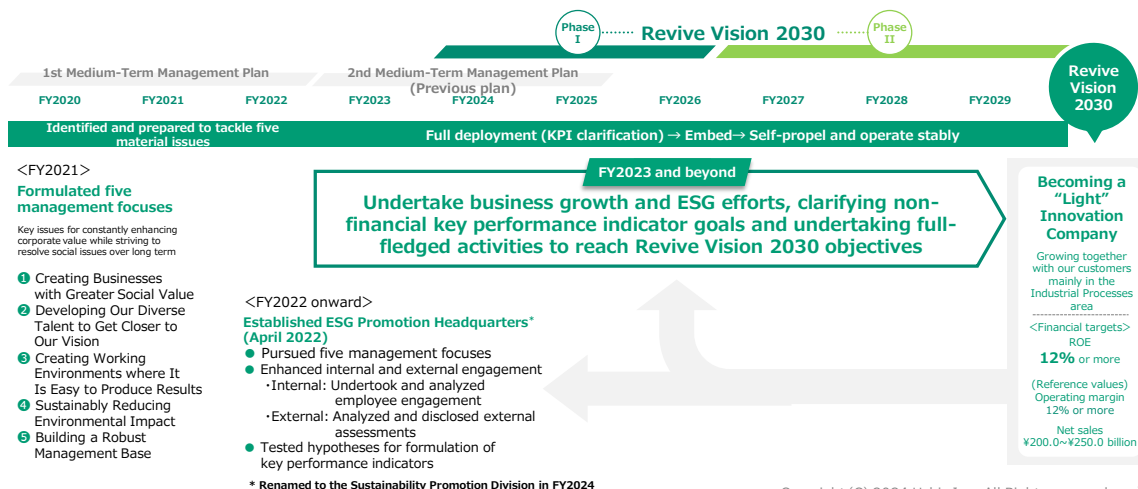 Phase
I
Revive Vision 2030
Phase
II
1st Medium-Term Management Plan
2nd Medium-Term Management Plan
(Previous plan)
FY2020
FY2021
FY2022
FY2023
FY2024
FY2025
FY2026
FY2027
FY2028
FY2029
Revive
Vision
2030
Identified and prepared to tackle five
material issues
Full deployment (KPI clarification) → Embed→ Self-propel and operate stably
<FY2021>
Formulated five
management focuses
Key issues for constantly enhancing
corporate value while striving to
resolve social issues over long term
❶ Creating Businesses
with Greater Social Value
❷ Developing Our Diverse
Talent to Get Closer to
Our Vision
❸ Creating Working
Environments where It
Is Easy to Produce Results
❹ Sustainably Reducing
Environmental Impact
❺ Building a Robust
Management Base
FY2023 and beyond
Undertake business growth and ESG efforts, clarifying non-
financial key performance indicator goals and undertaking full-
fledged activities to reach Revive Vision 2030 objectives
<FY2022 onward>
Established ESG Promotion Headquarters*
(April 2022)
● Pursued five management focuses
● Enhanced internal and external engagement
・Internal: Undertook and analyzed
employee engagement
・External: Analyzed and disclosed external
assessments
● Tested hypotheses for formulation of
key performance indicators
* Renamed to the Sustainability Promotion Division in FY2024
Becoming a
“Light”
Innovation
Company
Growing together
with our customers
mainly in the
Industrial Processes
area
<Financial targets>
ROE
12% or more
(Reference values)
Operating margin
12% or more
Net sales
¥200.0~¥250.0 billion